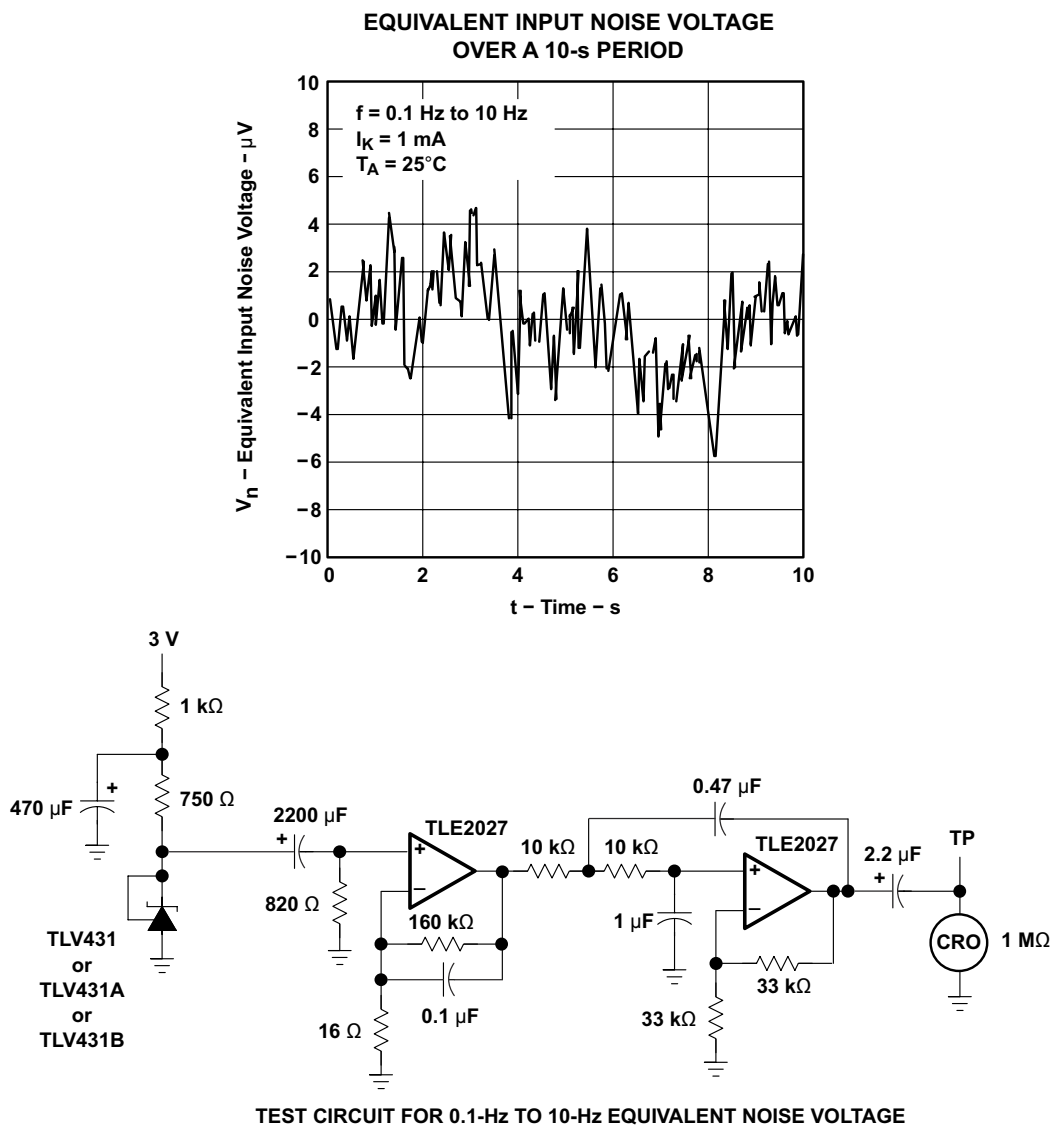 EQUIVALENT INPUT NOISE VOLTAGE
OVER A 10-s PERIOD
f = 0.1 Hz to 10 Hz
IK = 1 mA
TA = 25°C
Vn − Equivalent Input Noise Voltage − µV
10
8
6
4
2
0
−2
−4
−6
−8
−10
0 2 4 6 8 10
t − Time − s
3 V
1 kΩ
470 µF
+
750 Ω
2200 µF
+
820 Ω
TLE2027
+
−
160 kΩ
0.1 µF
16 Ω
10 kΩ
10 kΩ
0.47 µF
1 µF
TLE2027
+
−
33 kΩ
33 kΩ
2.2 µF
+
TP
CRO
1 MΩ
TLV431
or
TLV431A
or
TLV431B
TEST CIRCUIT FOR 0.1-Hz TO 10-Hz EQUIVALENT NOISE VOLTAGE